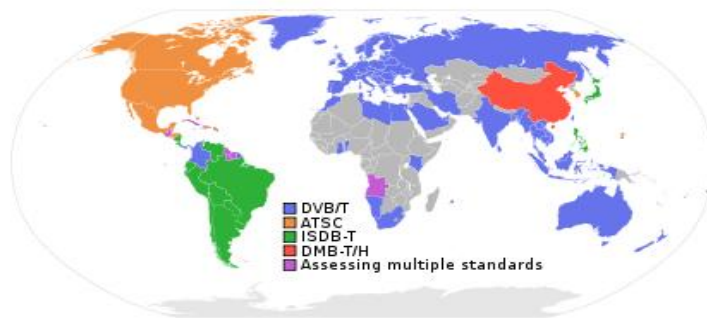 DVB/T
ATSC
ISDB-T
DMB-T/H
Assessing multiple standards